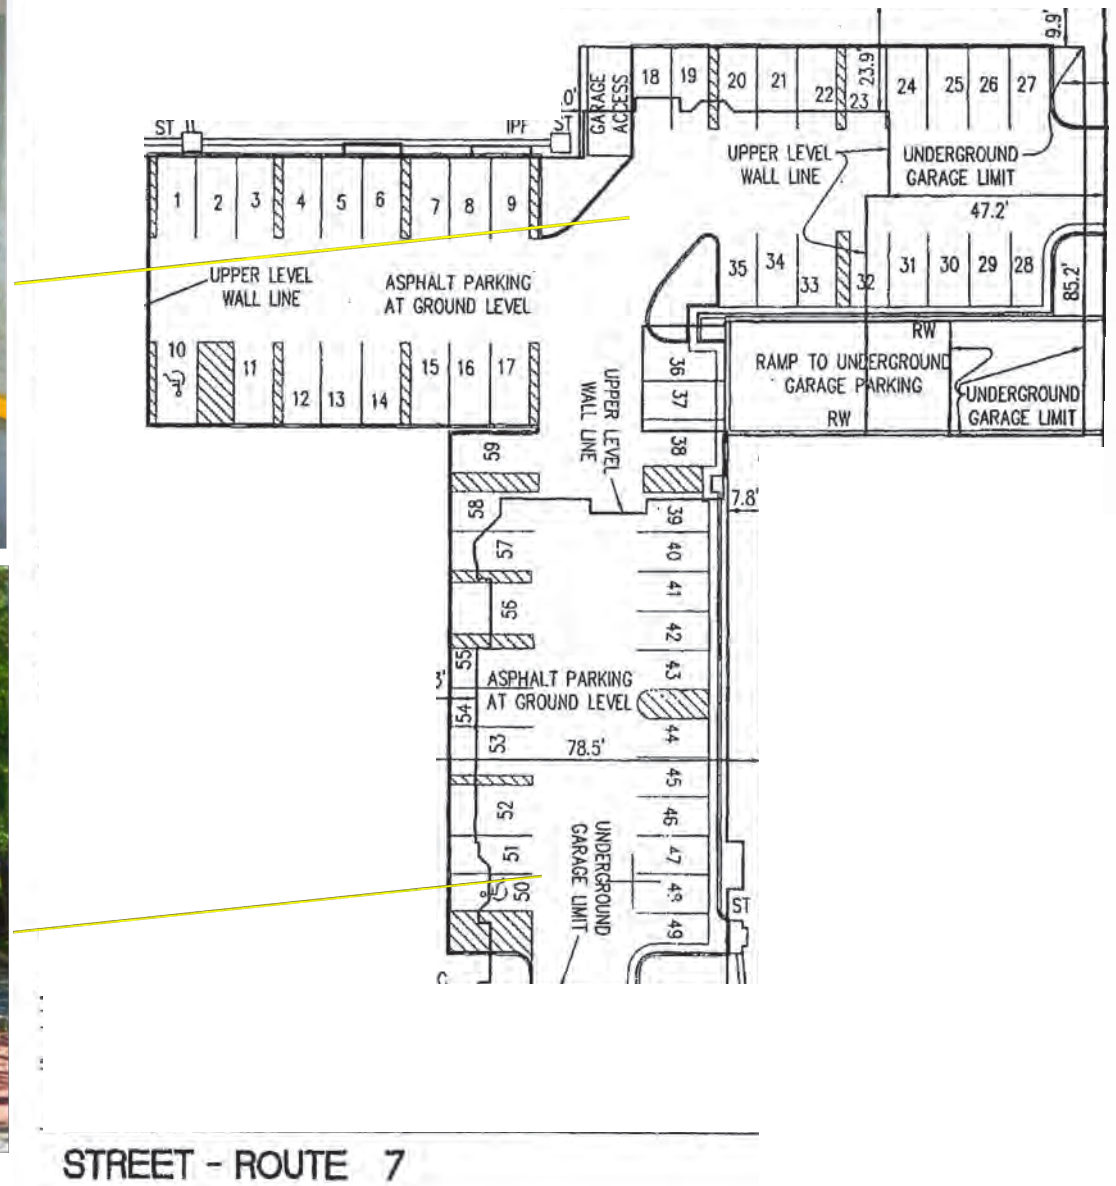 9.9'
23.9'
18 19 20 21 22 23 24 25 26 27
GARAGE
ACCESS
0'
ST
IPF
ST
UPPER LEVEL
WALL LINE
UNDERGROUND
GARAGE LIMIT
47.2'
1 2 3 4 5 6 7 8 9
35 34 33 32 31 30 29 28
85.2'
UPPER LEVEL
WALL LINE
ASPHALT PARKING
AT GROUND LEVEL
RW
RAMP TO UNDERGROUND
GARAGE PARKING
RW
UNDERGROUND
GARAGE LIMIT
10 11 12 13 14 15 16 17
36
37
38
UPPER LEVEL
WALL LINE
59
58
57
56
55
54
53
52
51
50
7.8'
39
40
41
42
43
44
45
46
47
48
49
3'
ASPHALT PARKING
AT GROUND LEVEL
78.5'
UNDERGROUND
GARAGE LIMIT
ST
C
STREET - ROUTE 7